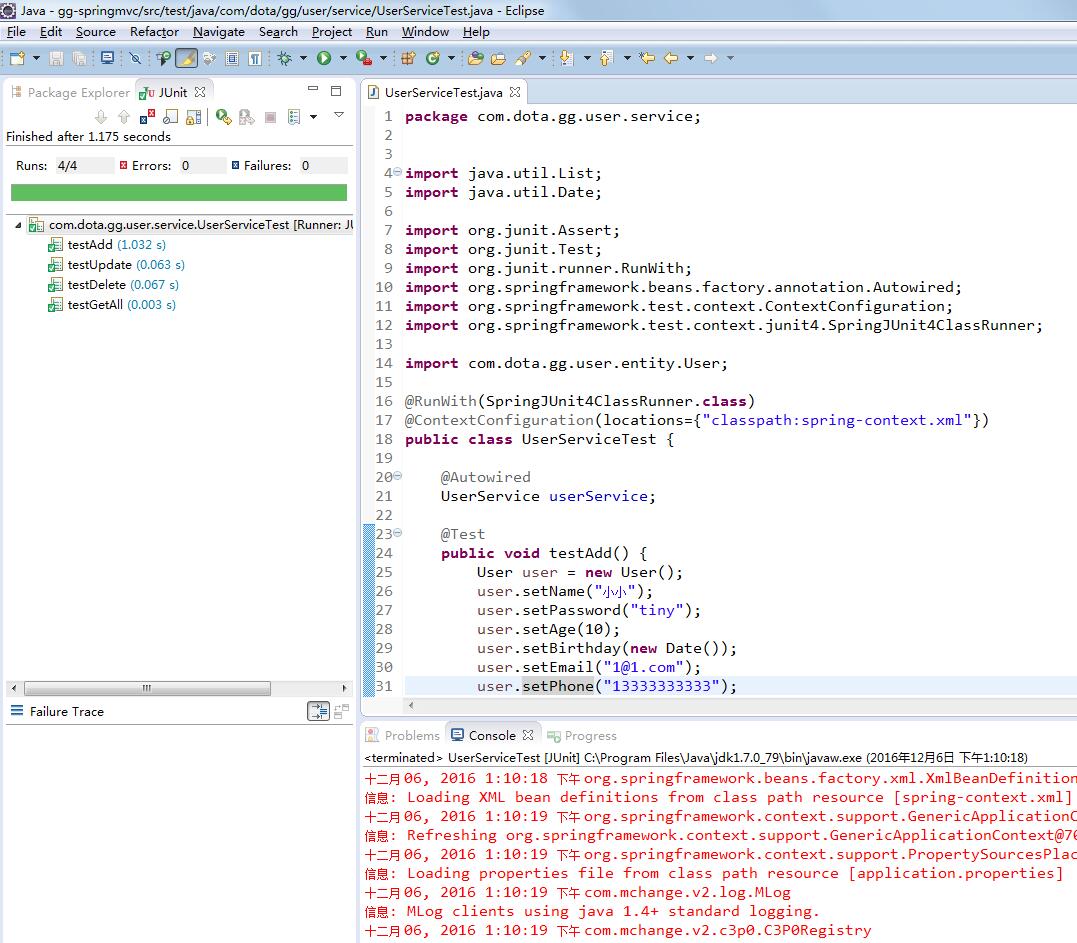 Java - gg-springmvc/src/test/java/com/dota/gg/user/service/UserServiceTest.java - Eclipse
File Edit Source Refactor Navigate Search Project Run Window Help
Package Explorer JUnit
Finished after 1.175 seconds
Runs: 4/4 Errors: 0 Failures: 0
com.dota.gg.user.service.UserServiceTest [Runner: JU
testAdd (1.032 s)
testUpdate (0.063 s)
testDelete (0.067 s)
testGetAll (0.003 s)
Failure Trace
UserServiceTest.java
1 package com.dota.gg.user.service;
2
3
4 import java.util.List;
5 import java.util.Date;
6
7 import org.junit.Assert;
8 import org.junit.Test;
9 import org.junit.runner.RunWith;
10 import org.springframework.beans.factory.annotation.Autowired;
11 import org.springframework.test.context.ContextConfiguration;
12 import org.springframework.test.context.junit4.SpringJUnit4ClassRunner;
13
14 import com.dota.gg.user.entity.User;
15
16 @RunWith(SpringJUnit4ClassRunner.class)
17 @ContextConfiguration(locations={"classpath:spring-context.xml"})
18 public class UserServiceTest {
19
20 @Autowired
21 UserService userService;
22
23 @Test
24 public void testAdd() {
25 User user = new User();
26 user.setName("小小");
27 user.setPassword("tiny");
28 user.setAge(10);
29 user.setBirthday(new Date());
30 user.setEmail("1@1.com");
31 user.setPhone("13333333333");
Problems Console Progress
<terminated> UserServiceTest [JUnit] C:\Program Files\Java\jdk1.7.0_79\bin\javaw.exe (2016年12月6日 下午1:10:18)
十二月 06, 2016 1:10:18 下午 org.springframework.beans.factory.xml.XmlBeanDefinition
信息: Loading XML bean definitions from class path resource [spring-context.xml]
十二月 06, 2016 1:10:19 下午 org.springframework.context.support.GenericApplicationC
信息: Refreshing org.springframework.context.support.GenericApplicationContext@76
十二月 06, 2016 1:10:19 下午 org.springframework.context.support.PropertySourcesPlac
信息: Loading properties file from class path resource [application.properties]
十二月 06, 2016 1:10:19 下午 com.mchange.v2.log.MLog
信息: MLog clients using java 1.4+ standard logging.
十二月 06, 2016 1:10:19 下午 com.mchange.v2.c3p0.C3P0Registry